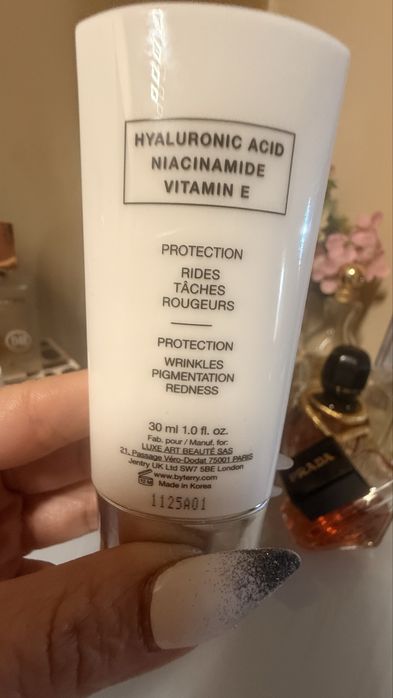 HYALURONIC ACID
NIACINAMIDE
VITAMIN E
PROTECTION
RIDES
TÂCHES
ROUGEURS
PROTECTION
WRINKLES
PIGMENTATION
REDNESS
30 ml 1.0 fl. oz.
Fab. pour / Manuf. for:
LUXE ART BEAUTÉ SAS
21, Passage Véro-Dodat 75001 PARIS
Jentry UK Ltd SW7 5BE London
www.byterry.com
Made in Korea
1125A01
PRADA